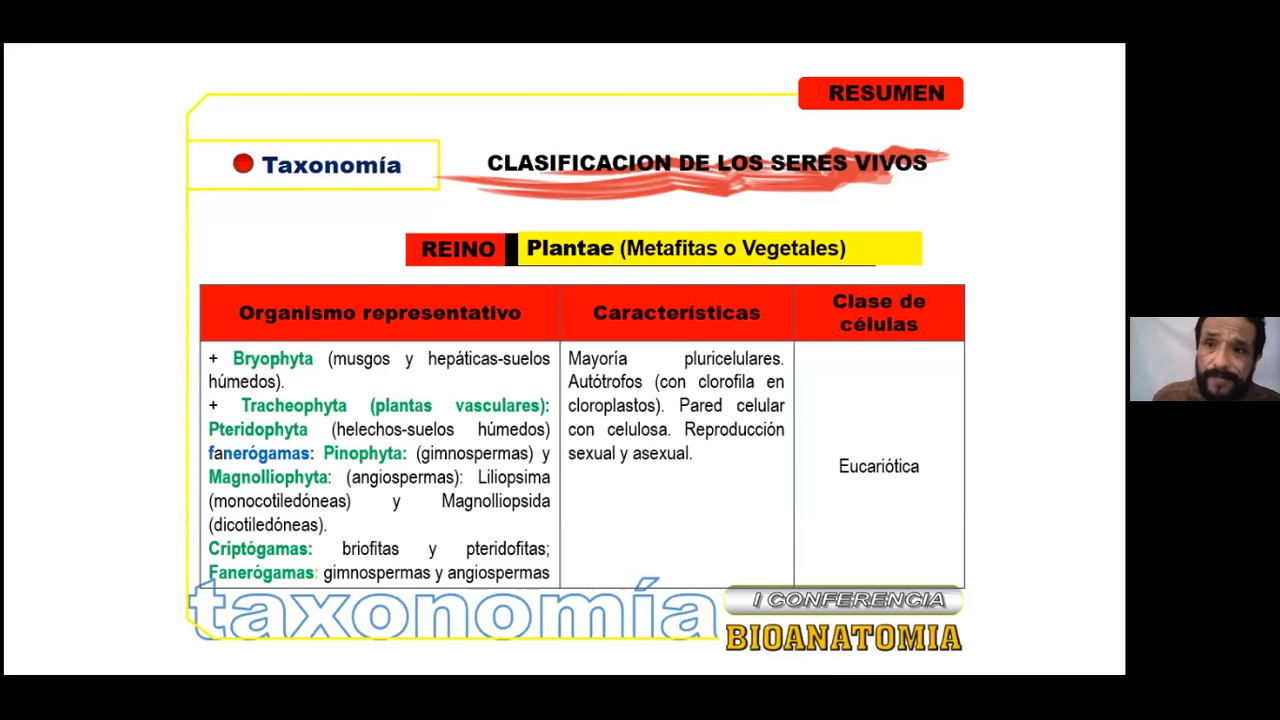 RESUMEN
Taxonomía
CLASIFICACION DE LOS SERES VIVOS
REINO Plantae (Metafitas o Vegetales)
Organismo representativo
Características
Clase de
células
+ Bryophyta (musgos y hepáticas-suelos
húmedos).
+ Tracheophyta (plantas vasculares):
Pteridophyta (helechos-suelos húmedos)
fanerógamas: Pinophyta: (gimnospermas) y
Magnolliophyta: (angiospermas): Liliopsima
(monocotiledóneas) y Magnolliopsida
(dicotiledóneas).
Criptógamas: briofitas y pteridofitas;
Fanerógamas: gimnospermas y angiospermas
Mayoría pluricelulares.
Autótrofos (con clorofila en
cloroplastos). Pared celular
con celulosa. Reproducción
sexual y asexual.
Eucariótica
taxonomía
I CONFERENCIA
BIOANATOMIA